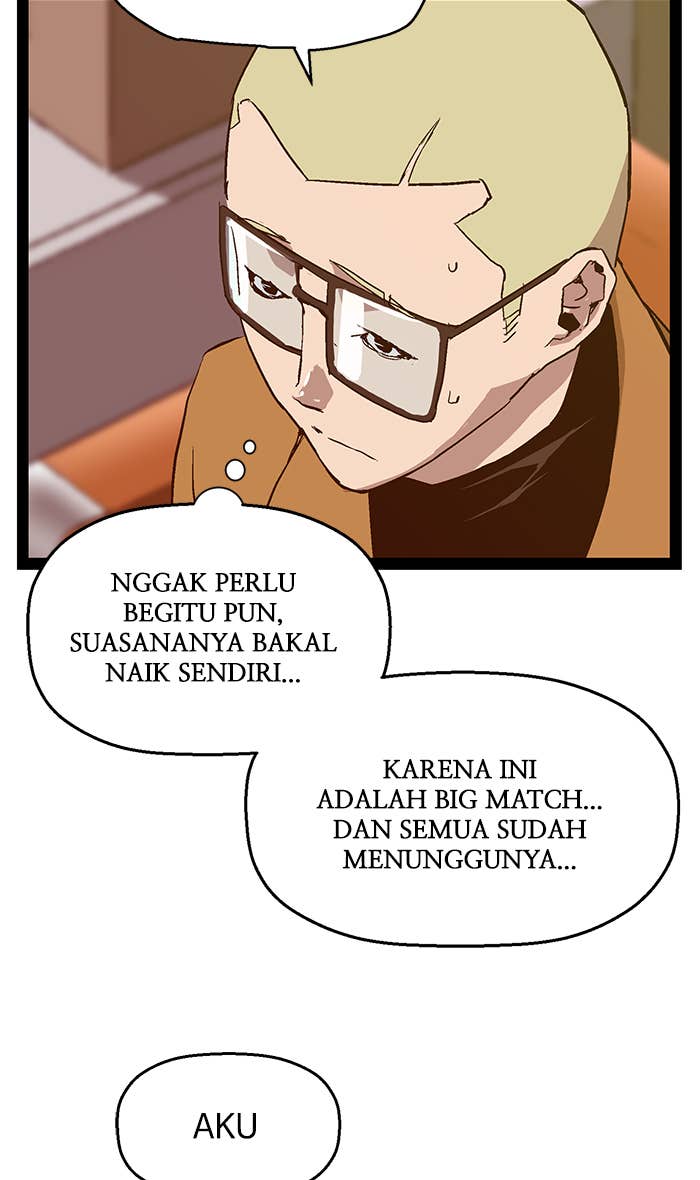 NGGAK PERLU
BEGITU PUN,
SUASANANYA BAKAL
NAIK SENDIRI...
KARENA INI
ADALAH BIG MATCH...
DAN SEMUA SUDAH
MENUNGGUNYA...
AKU